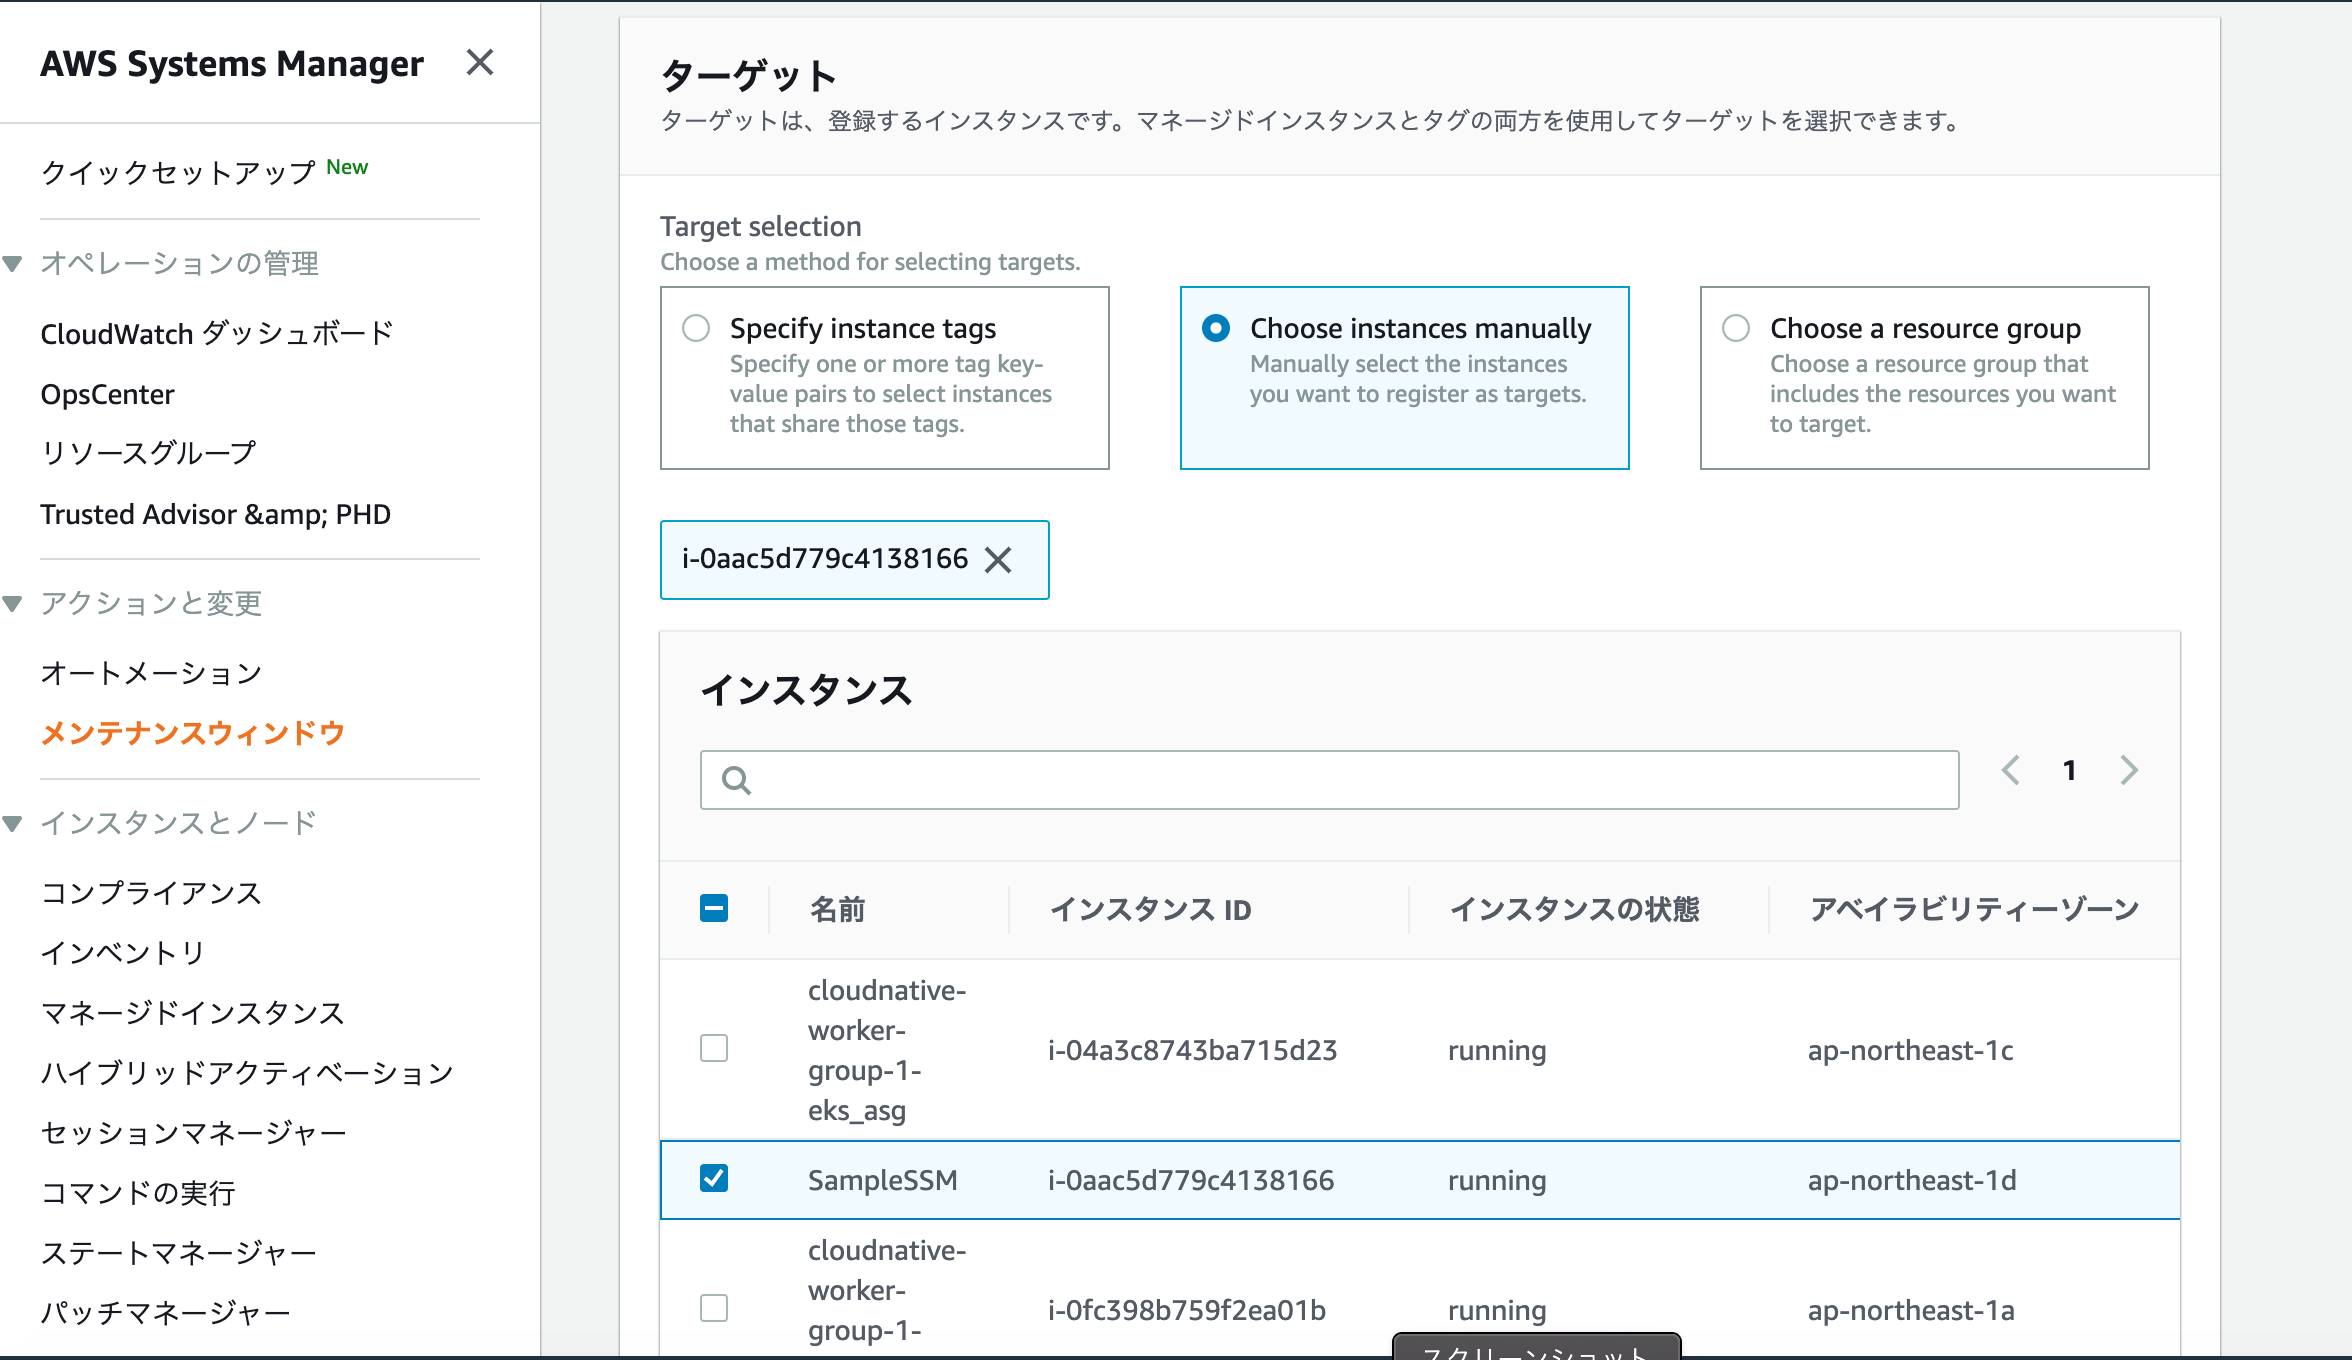 AWS Systems Manager
クイックセットアップ New
オペレーションの管理
CloudWatch ダッシュボード
OpsCenter
リソースグループ
Trusted Advisor &amp; PHD
アクションと変更
オートメーション
メンテナンスウィンドウ
インスタンスとノード
コンプライアンス
インベントリ
マネージドインスタンス
ハイブリッドアクティベーション
セッションマネージャー
コマンドの実行
ステートマネージャー
パッチマネージャー
ターゲット
ターゲットは、登録するインスタンスです。マネージドインスタンスとタグの両方を使用してターゲットを選択できます。
Target selection
Choose a method for selecting targets.
Specify instance tags
Specify one or more tag key-
value pairs to select instances
that share those tags.
Choose instances manually
Manually select the instances
you want to register as targets.
Choose a resource group
Choose a resource group that
includes the resources you want
to target.
i-0aac5d779c4138166
インスタンス
1
名前 インスタンス ID インスタンスの状態 アベイラビリティーゾーン
cloudnative-
worker-
group-1-
eks_asg
i-04a3c8743ba715d23 running ap-northeast-1c
SampleSSM i-0aac5d779c4138166 running ap-northeast-1d
cloudnative-
worker-
group-1-
i-0fc398b759f2ea01b running ap-northeast-1a
スクリーンショット